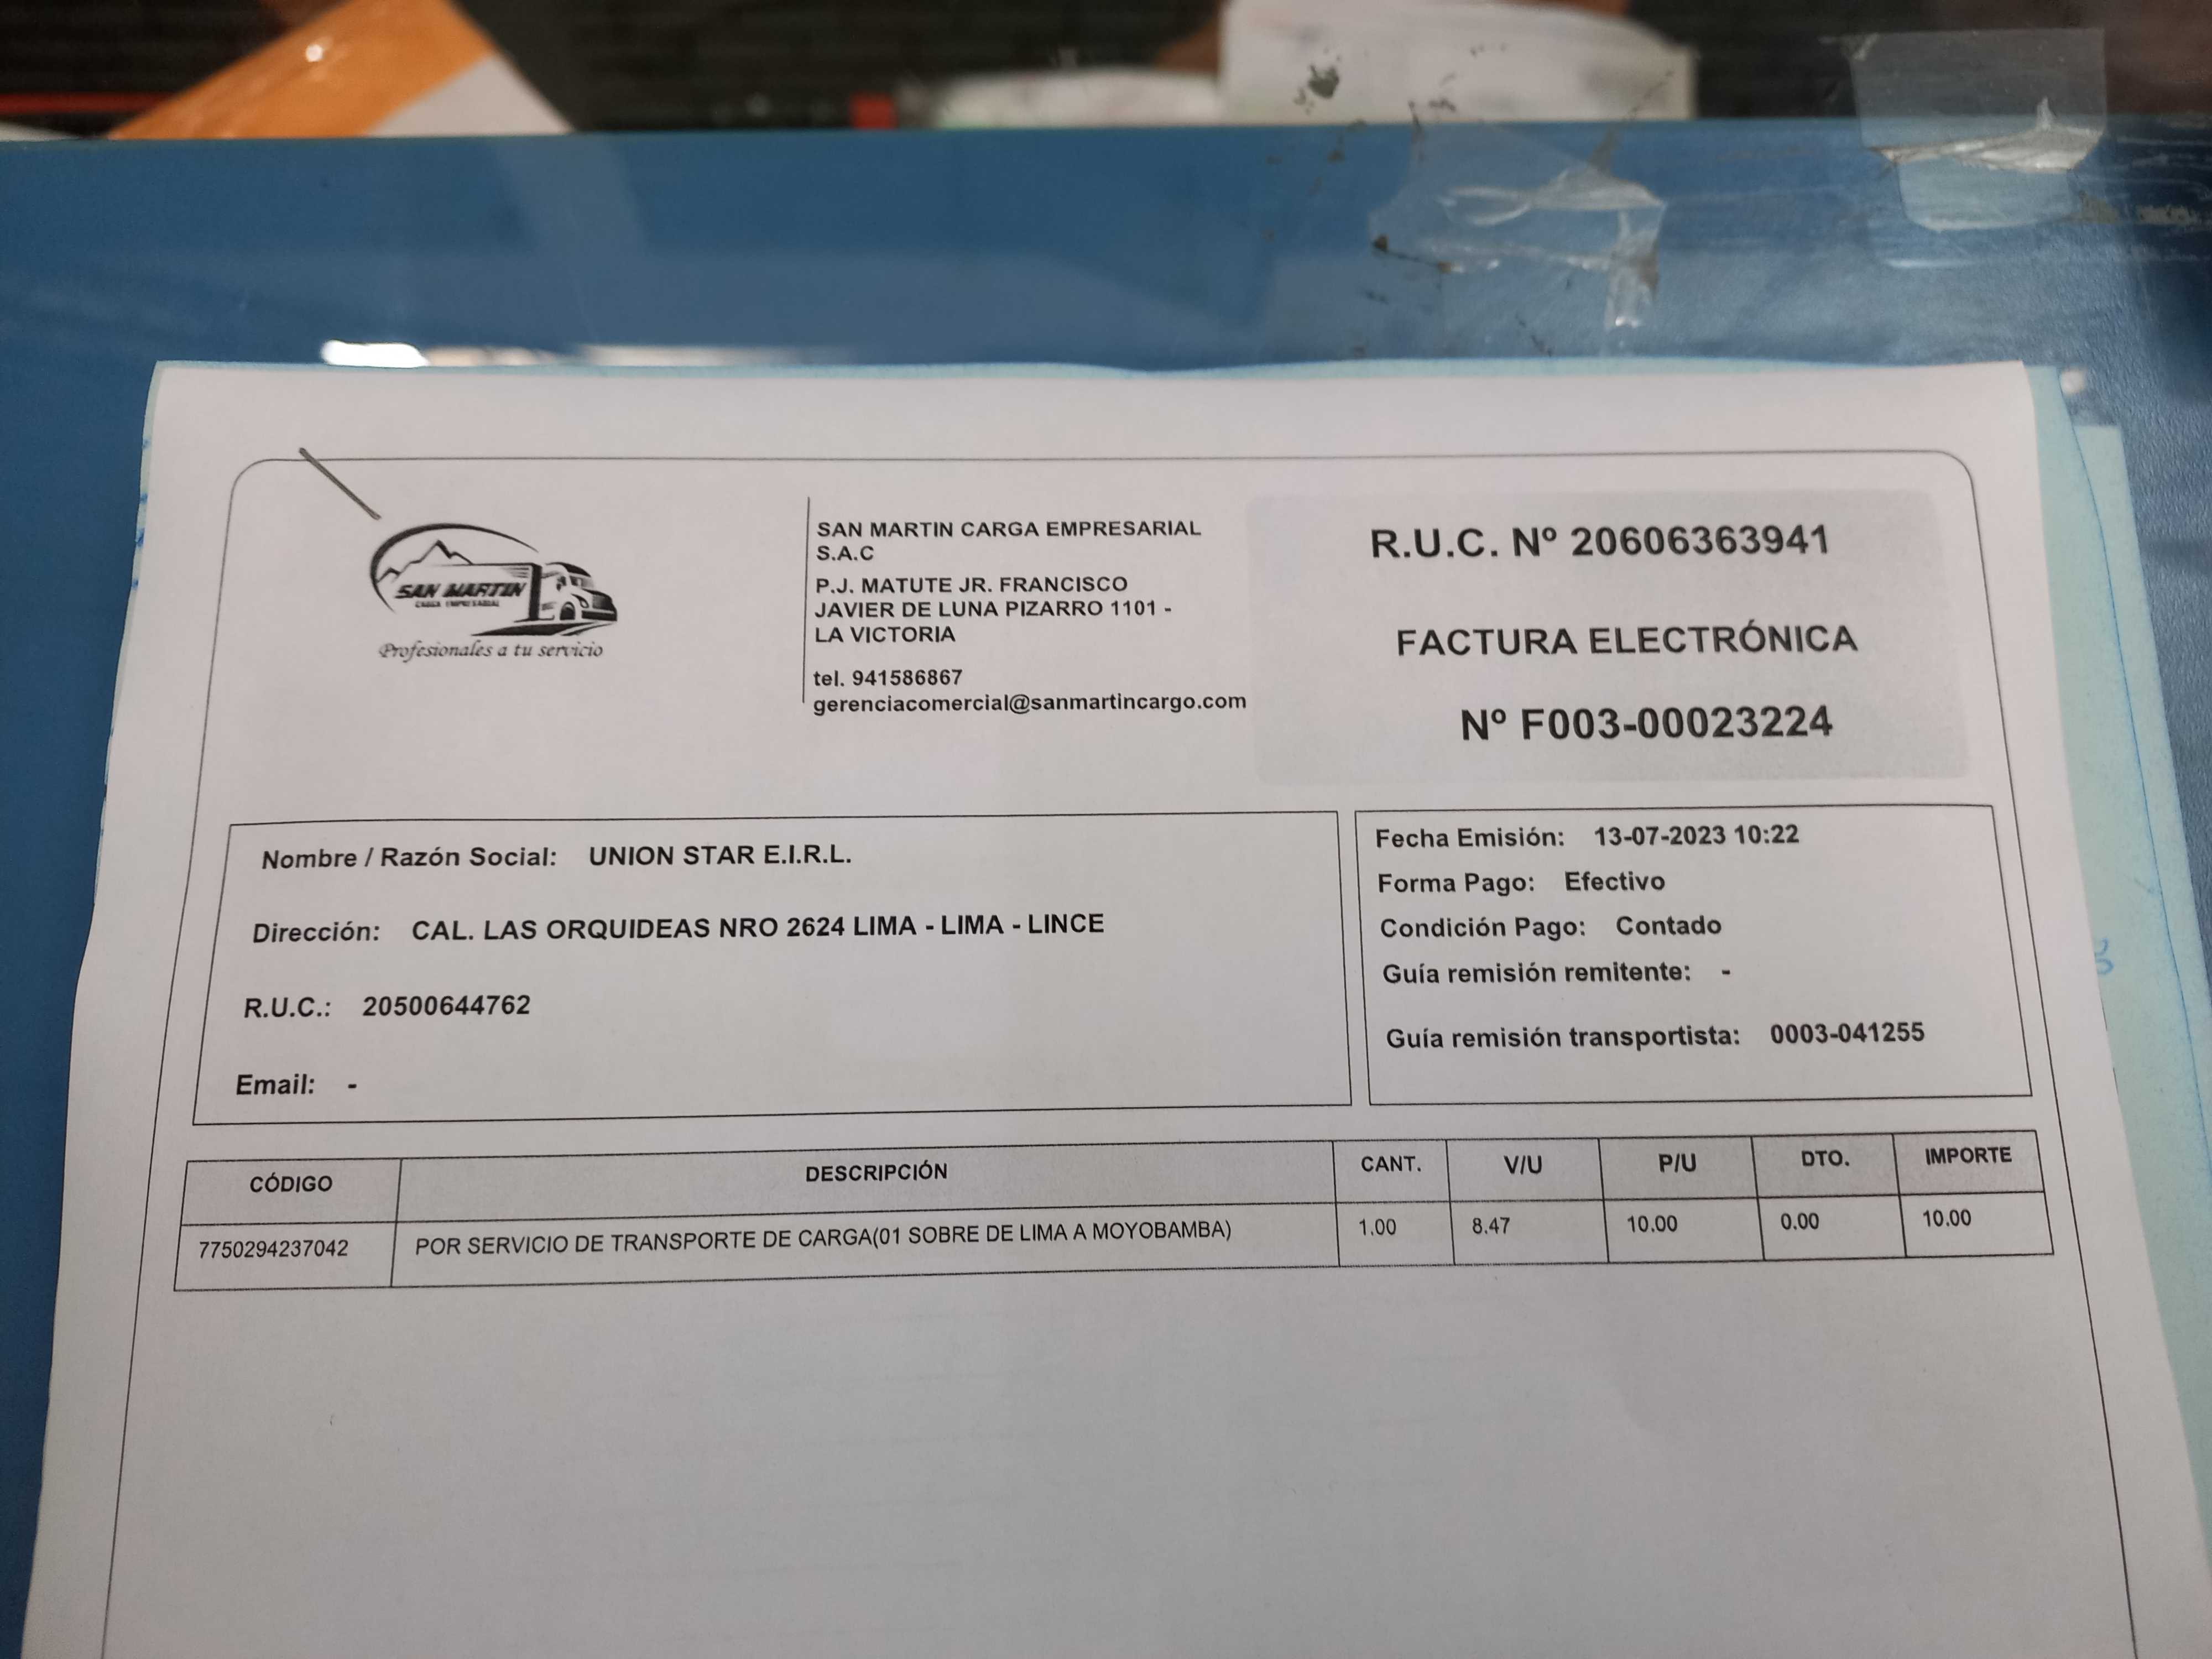 SAN MARTIN
CARGA EMPRESARIAL
Profesionales a tu servicio
SAN MARTIN CARGA EMPRESARIAL
S.A.C
P.J. MATUTE JR. FRANCISCO
JAVIER DE LUNA PIZARRO 1101 -
LA VICTORIA
tel. 941586867
gerenciacomercial@sanmartincargo.com
R.U.C. Nº 20606363941
FACTURA ELECTRÓNICA
Nº F003-00023224
Nombre / Razón Social: UNION STAR E.I.R.L.
Dirección: CAL. LAS ORQUIDEAS NRO 2624 LIMA - LIMA - LINCE
R.U.C.: 20500644762
Email: -
Fecha Emisión: 13-07-2023 10:22
Forma Pago: Efectivo
Condición Pago: Contado
Guía remisión remitente: -
Guía remisión transportista: 0003-041255
CÓDIGO DESCRIPCIÓN CANT. V/U P/U DTO. IMPORTE
7750294237042 POR SERVICIO DE TRANSPORTE DE CARGA(01 SOBRE DE LIMA A MOYOBAMBA) 1.00 8.47 10.00 0.00 10.00